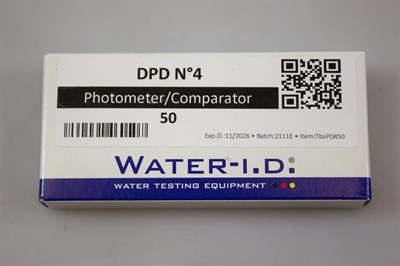 DPD N°4
Photometer/Comparator
50
Exp.D.:11/2026 • Batch:2111E • Item:TbsPD450
WATER-I.D.®
WATER TESTING EQUIPMENT